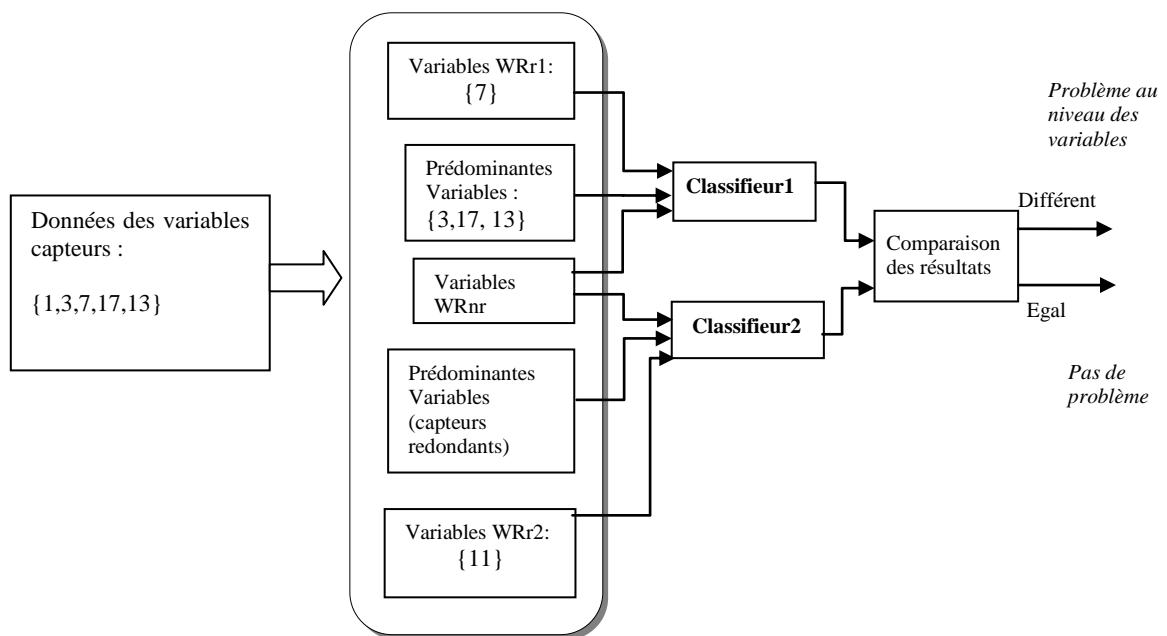 Données des variables
capteurs :
{1,3,7,17,13}
Variables WRr1:
{7}
Prédominantes
Variables :
{3,17, 13}
Variables
WRnr
Prédominantes
Variables
(capteurs
redondants)
Variables WRr2:
{11}
Classifieur1
Classifieur2
Comparaison
des résultats
Problème au
niveau des
variables
Différent
Egal
Pas de
problème